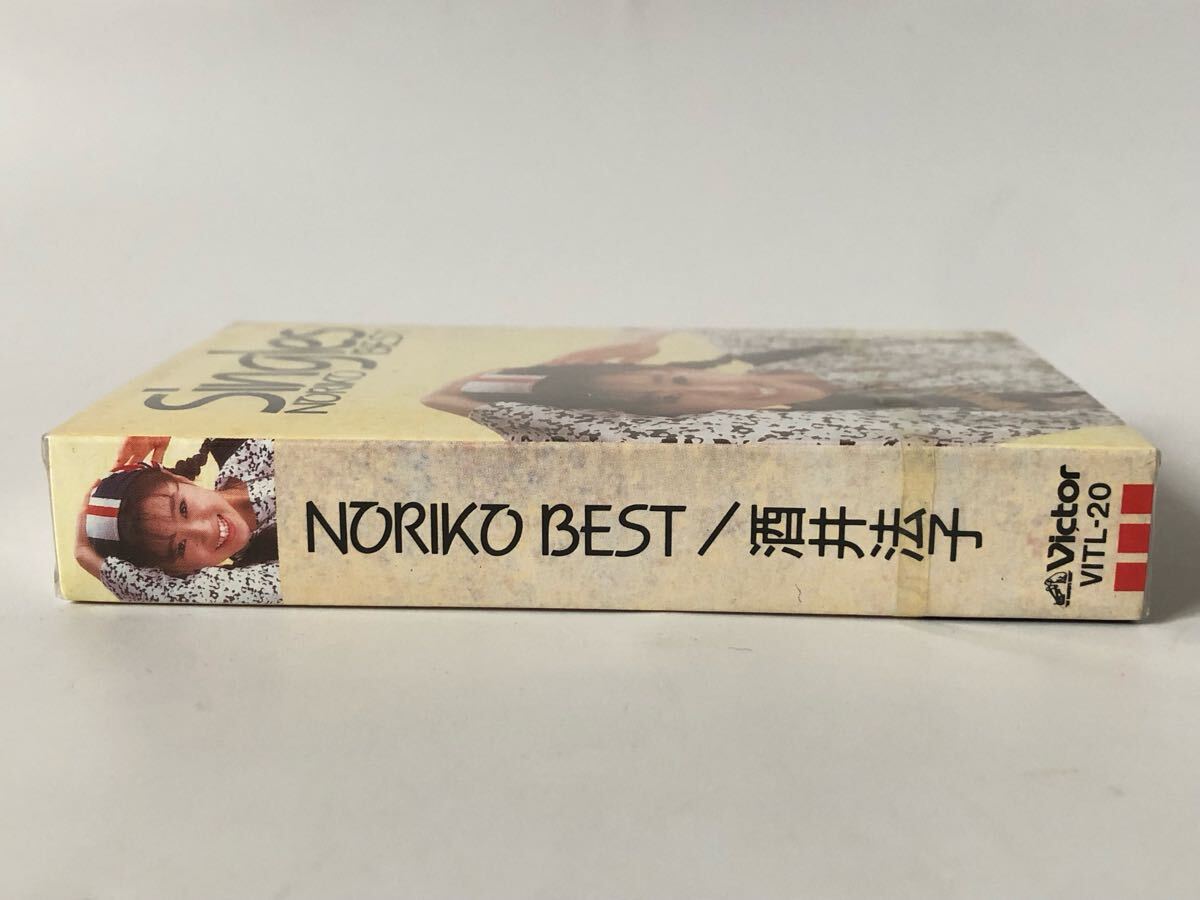 Singles
NORIKO BEST
NORIKO BEST / 酒井法子
Victor
VITL-20